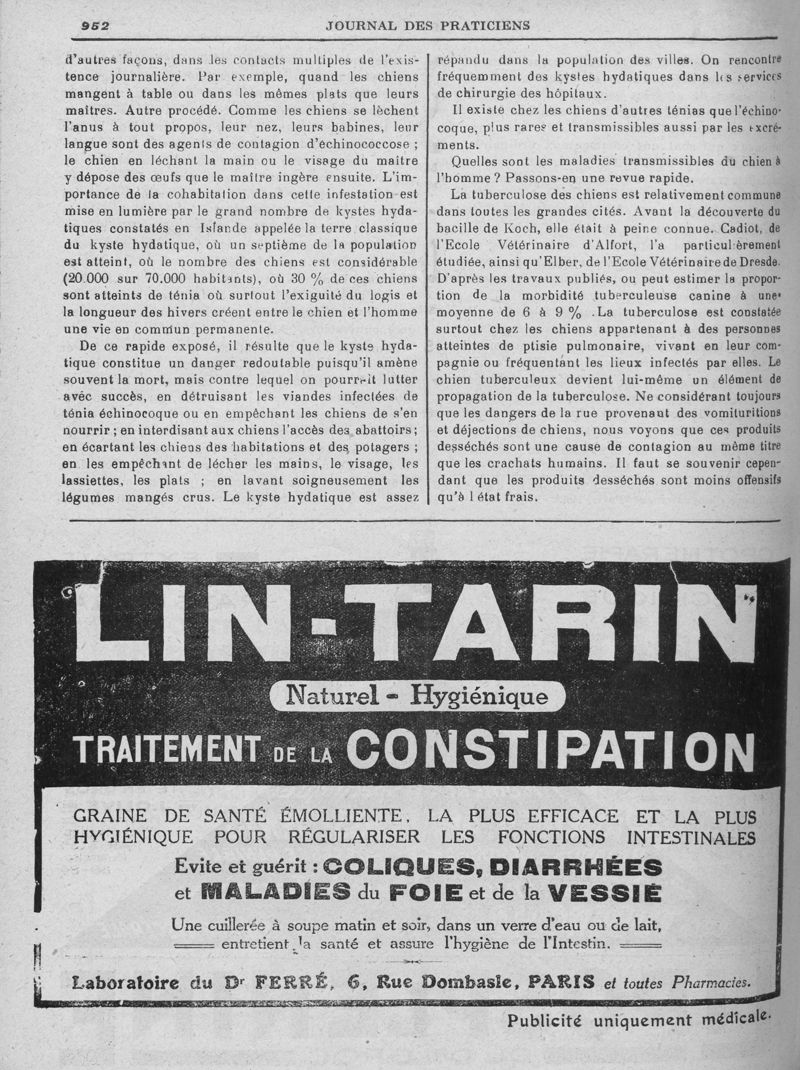 952
JOURNAL DES PRATICIENS
d'autres façons, dans les contacts multiples de l'exis-
tence journalière. Par exemple, quand les chiens
mangent à table ou dans les mêmes plats que leurs
maîtres. Autre procédé. Comme les chiens se lèchent
l'anus à tout propos, leur nez, leurs babines, leur
langue sont des agents de contagion d'échinococcose ;
le chien en léchant la main ou le visage du maître
y dépose des œufs que le maître ingère ensuite. L'im-
portance de la cohabitation dans cette infestation est
mise en lumière par le grand nombre de kystes hyda-
tiques constatés en Islande appelée la terre classique
du kyste hydatique, où un septième de la population
est atteint, où le nombre des chiens est considérable
(20.000 sur 70.000 habitants), où 30 % de ces chiens
sont atteints de ténia où surtout l'exiguité du logis et
la longueur des hivers créent entre le chien et l'homme
une vie en commun permanente.
De ce rapide exposé, il résulte que le kyste hyda-
tique constitue un danger redoutable puisqu'il amène
souvent la mort, mais contre lequel on pourrait lutter
avéc succès, en détruisant les viandes infectées de
ténia échinocoque ou en empêchant les chiens de s'en
nourrir ; en interdisant aux chiens l'accès des abattoirs ;
en écartant les chiens des habitations et des potagers ;
en les empêchant de lécher les mains, le visage, les
lassiettes, les plats ; en lavant soigneusement les
légumes mangés crus. Le kyste hydatique est assez
répandu dans la population des villes. On rencontre
fréquemment des kystes hydatiques dans les services
de chirurgie des hôpitaux.
Il existe chez les chiens d'autres ténias que l'échino-
coque, plus rares et transmissibles aussi par les excré-
ments.
Quelles sont les maladies transmissibles du chien à
l'homme ? Passons-en une revue rapide.
La tuberculose des chiens est relativement commune
dans toutes les grandes cités. Avant la découverte du
bacille de Koch, elle était à peine connue. Cadiot, de
l'Ecole Vétérinaire d'Alfort, l'a particulièrement
étudiée, ainsi qu'Elber, de l'Ecole Vétérinaire de Dresde.
D'après les travaux publiés, ou peut estimer la propor-
tion de la morbidité tuberculeuse canine à une
moyenne de 6 à 9 % . La tuberculose est constatée
surtout chez les chiens appartenant à des personnes
atteintes de ptisie pulmonaire, vivant en leur com-
pagnie ou fréquentant les lieux infectés par elles. Le
chien tuberculeux devient lui-même un élément de
propagation de la tuberculose. Ne considérant toujours
que les dangers de la rue provenant des vomituritions
et déjections de chiens, nous voyons que ces produits
desséchés sont une cause de contagion au même titre
que les crachats humains. Il faut se souvenir cepen-
dant que les produits desséchés sont moins offensifs
qu'à l état frais.
LIN-TARIN
Naturel - Hygiénique
TRAITEMENT DE LA CONSTIPATION
GRAINE DE SANTÉ ÉMOLLIENTE. LA PLUS EFFICACE ET LA PLUS
HYGIÉNIQUE POUR RÉGULARISER LES FONCTIONS INTESTINALES
Evite et guérit : COLIQUES, DIARRHÉES
et MALADIES du FOIE et de la VESSIE
Une cuillerée à soupe matin et soir, dans un verre d'eau ou de lait,
entretient la santé et assure l'hygiène de l'Intestin.
Laboratoire du Dr FERRÉ, 6, Rue Dombasle, PARIS et toutes Pharmacies.
Publicité uniquement médicale.